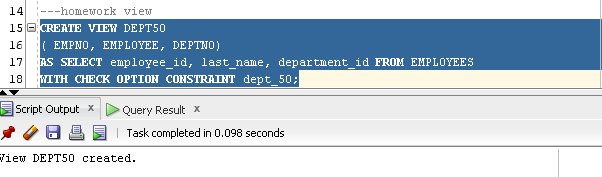 14 ---homework view
15 CREATE VIEW DEPT50
16 ( EMPNO, EMPLOYEE, DEPTNO)
17 AS SELECT employee_id, last_name, department_id FROM EMPLOYEES
18 WITH CHECK OPTION CONSTRAINT dept_50;
Script Output x Query Result x
Task completed in 0.098 seconds
View DEPT50 created.